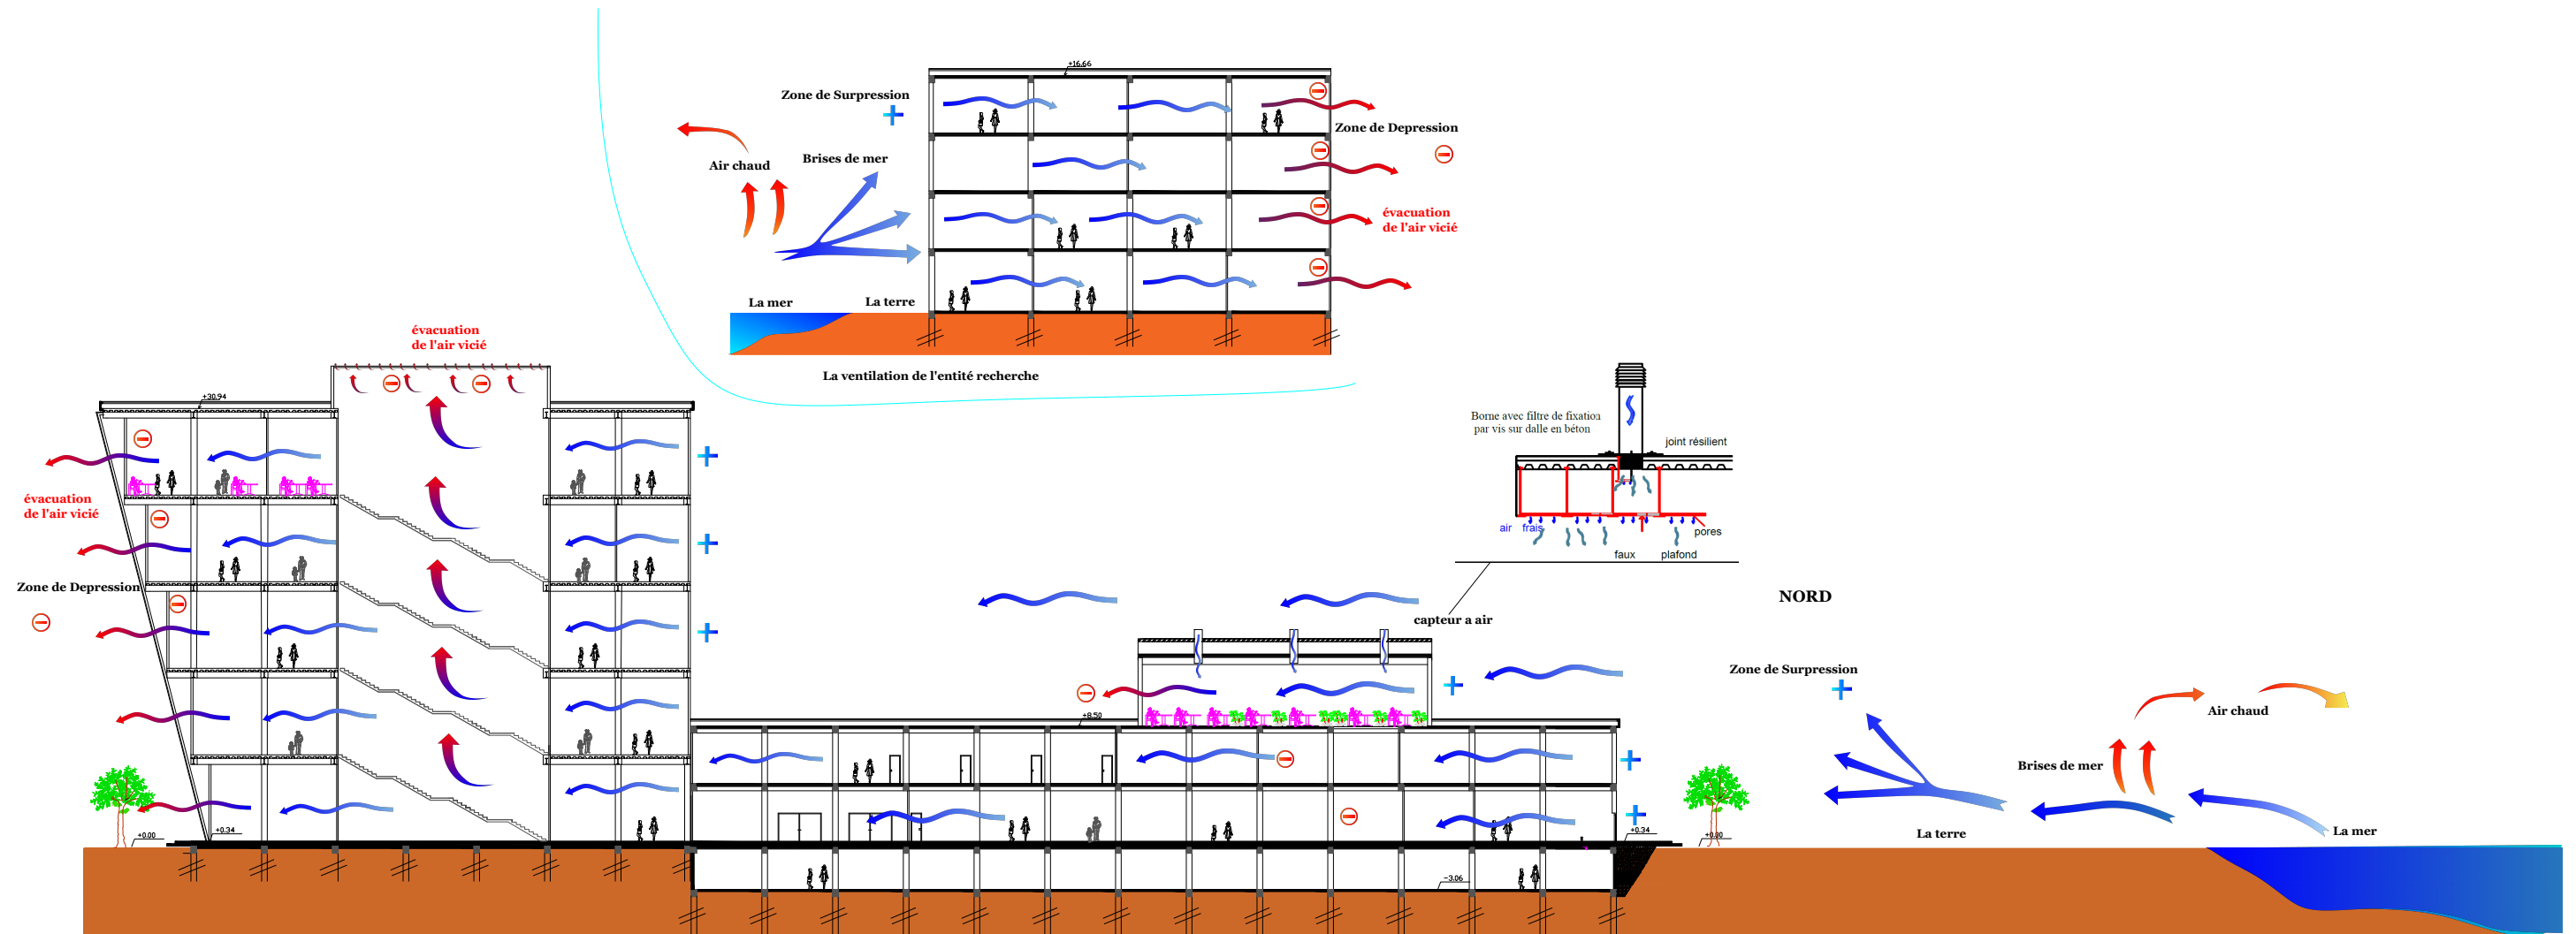 +16.66
Zone de Surpression
Zone de Depression
Air chaud
Brises de mer
évacuation
de l'air vicié
La mer
La terre
La ventilation de l'entité recherche
évacuation
de l'air vicié
+30.94
évacuation
de l'air vicié
Zone de Depression
+0.00
+0.34
Borne avec filtre de fixation
par vis sur dalle en béton
joint résilient
air frais
pores
faux plafond
capteur a air
NORD
+8.50
Zone de Surpression
Air chaud
Brises de mer
La terre
La mer
+0.34
+0.00
-3.06